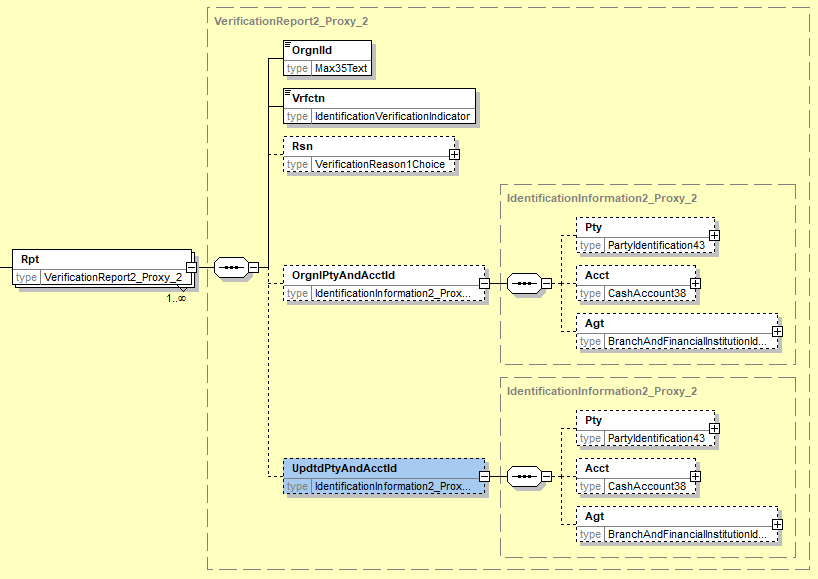 VerificationReport2_Proxy_2
OrgnlId
type Max35Text
Vrfctn
type IdentificationVerificationIndicator
Rsn
type VerificationReason1Choice
IdentificationInformation2_Proxy_2
Pty
type PartyIdentification43
Rpt
type VerificationReport2_Proxy_2
1..∞
OrgnlPtyAndAcctId
type IdentificationInformation2_Prox...
Acct
type CashAccount38
Agt
type BranchAndFinancialInstitutionId...
IdentificationInformation2_Proxy_2
Pty
type PartyIdentification43
UpdtdPtyAndAcctId
type IdentificationInformation2_Prox...
Acct
type CashAccount38
Agt
type BranchAndFinancialInstitutionId...